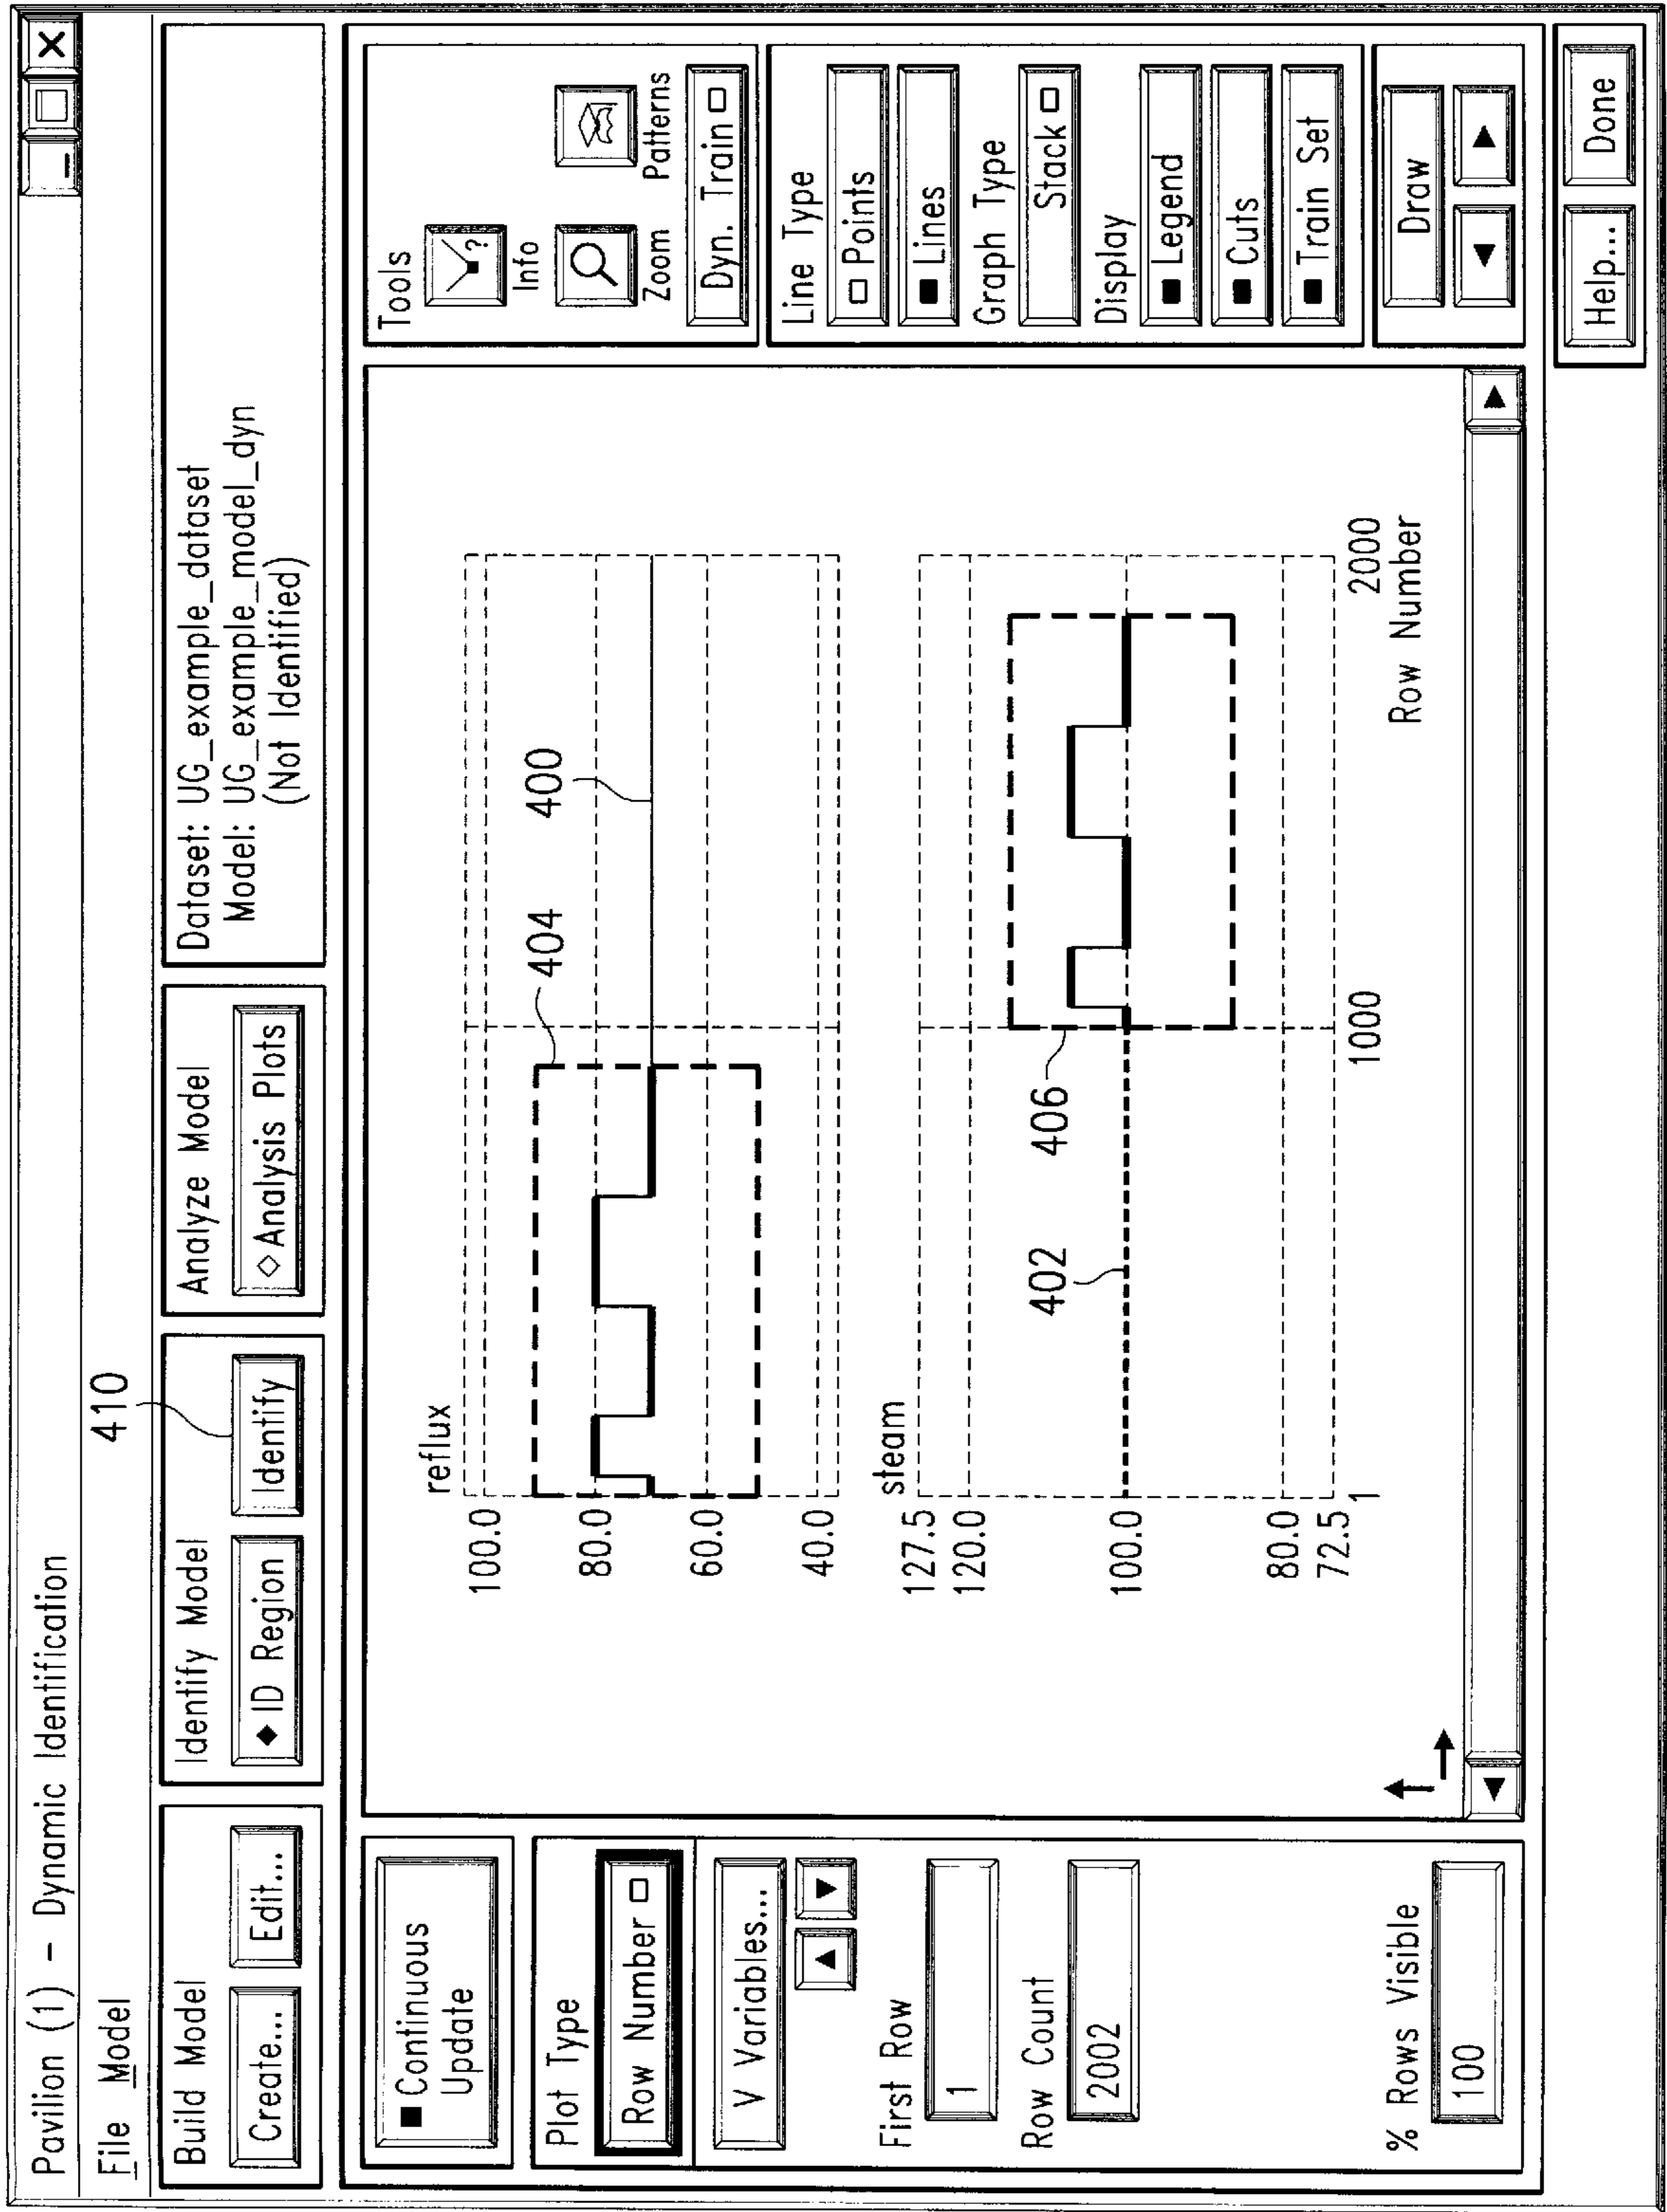 Pavilion (1) – Dynamic Identification
File Model
410
Build Model
Create...
Edit...
Identify Model
ID Region
Identify
Analyze Model
Analysis Plots
Dataset: UG_example_dataset
Model: UG_example_model_dyn
(Not Identified)
Continuous
Update
Plot Type
Row Number
V Variables...
First Row
1
Row Count
2002
% Rows Visible
100
reflux
100.0
80.0
60.0
40.0
404
400
steam
127.5
120.0
100.0
80.0
72.5
402
406
1
1000
2000
Row Number
Tools
?
Info
Zoom
Patterns
Dyn. Train
Line Type
Points
Lines
Graph Type
Stack
Display
Legend
Cuts
Train Set
Draw
Help...
Done